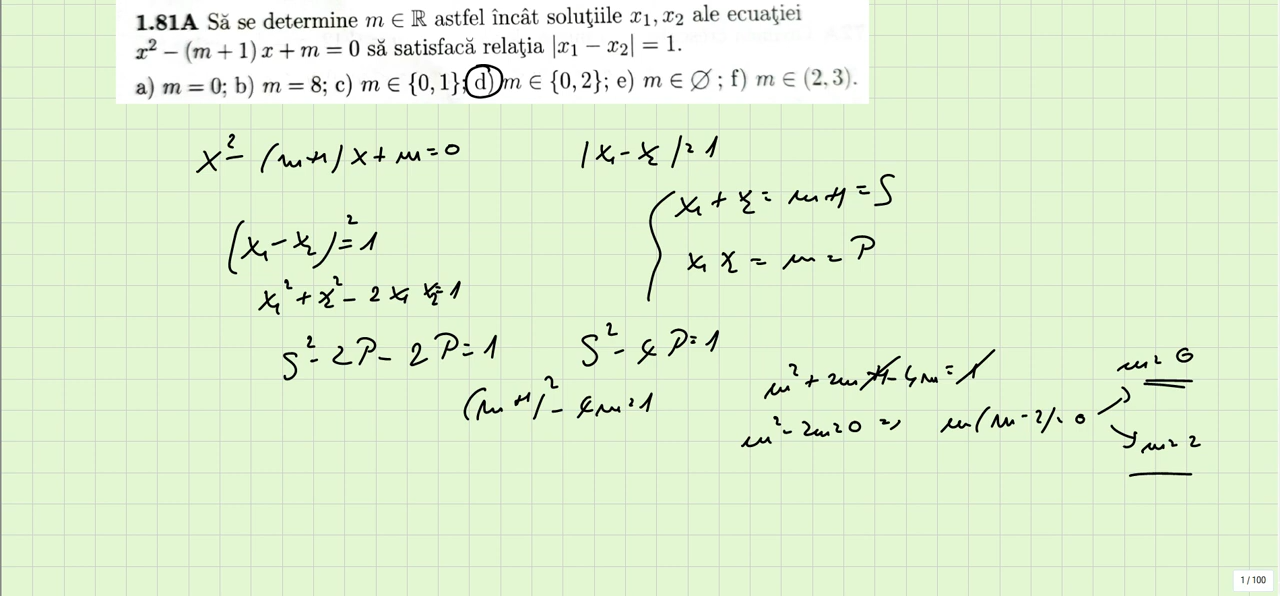 1.81A Să se determine m ∈ ℝ astfel încât soluţiile x₁, x₂ ale ecuaţiei
x² − (m + 1) x + m = 0 să satisfacă relaţia |x₁ − x₂| = 1.
a) m = 0; b) m = 8; c) m ∈ {0, 1}; d) m ∈ {0, 2}; e) m ∈ ∅; f) m ∈ (2, 3).
x² − (m+1) x + m = 0
|x₁ − x₂| = 1
x₁ + x₂ = m+1 = S
x₁ x₂ = m = P
(x₁ − x₂)² = 1
x₁² + x₂² − 2 x₁ x₂ = 1
S² − 2P − 2P = 1
S² − 4P = 1
(m+1)² − 4m = 1
m² + 2m + 1 − 4m = 1
m² − 2m = 0 ⇒ m(m − 2) = 0
m = 0
m = 2
1 / 100